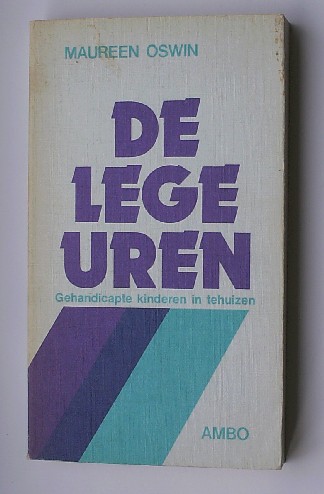 MAUREEN OSWIN
DE
LEGE
UREN
Gehandicapte kinderen in tehuizen
AMBO